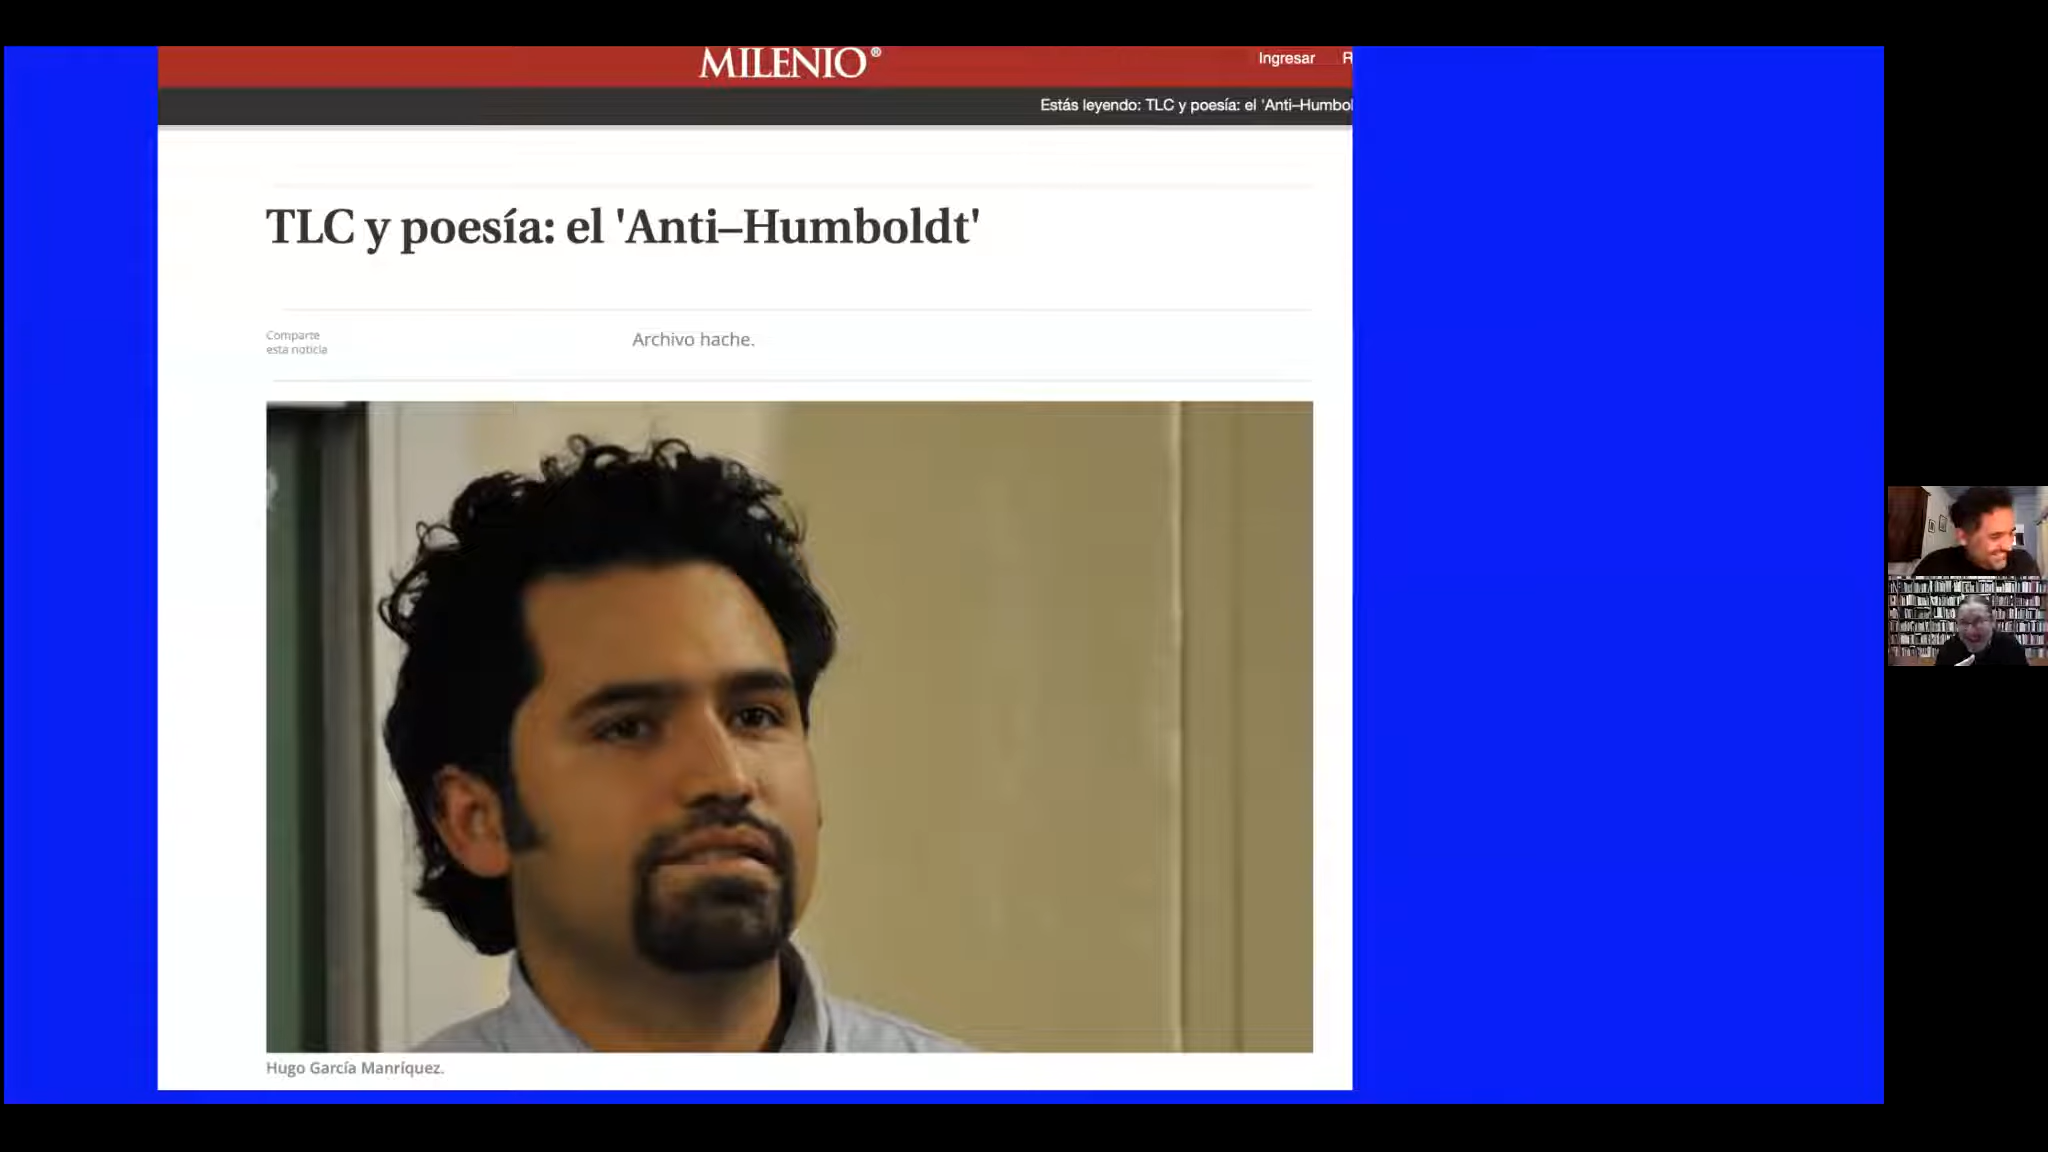 MILENIO®
Ingresar R
Estás leyendo: TLC y poesía: el 'Anti–Humbol
TLC y poesía: el 'Anti–Humboldt'
Comparte
esta noticia
Archivo hache.
Hugo García Manríquez.